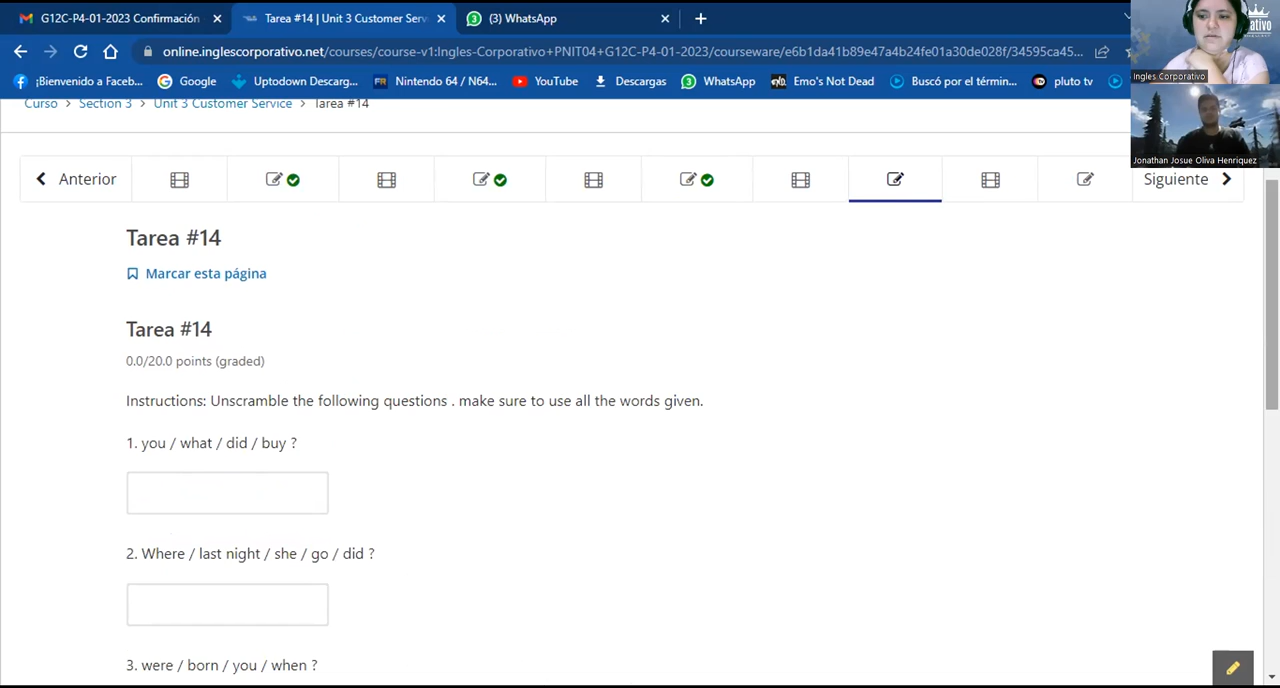 G12C-P4-01-2023 Confirmación
Tarea #14 | Unit 3 Customer Serv
(3) WhatsApp
online.inglescorporativo.net/courses/course-v1:Ingles-Corporativo+PNIT04+G12C-P4-01-2023/courseware/e6b1da41b89e47a4b24fe01a30de028f/34595ca45...
¡Bienvenido a Faceb... Google Uptodown Descarg... Nintendo 64 / N64... YouTube Descargas WhatsApp Emo's Not Dead Buscó por el términ... pluto tv
Ingles Corporativo
Jonathan Josue Oliva Henriquez
Curso > Section 3 > Unit 3 Customer Service > Tarea #14
Anterior
Siguiente
Tarea #14
Marcar esta página
Tarea #14
0.0/20.0 points (graded)
Instructions: Unscramble the following questions . make sure to use all the words given.
1. you / what / did / buy ?
2. Where / last night / she / go / did ?
3. were / born / you / when ?